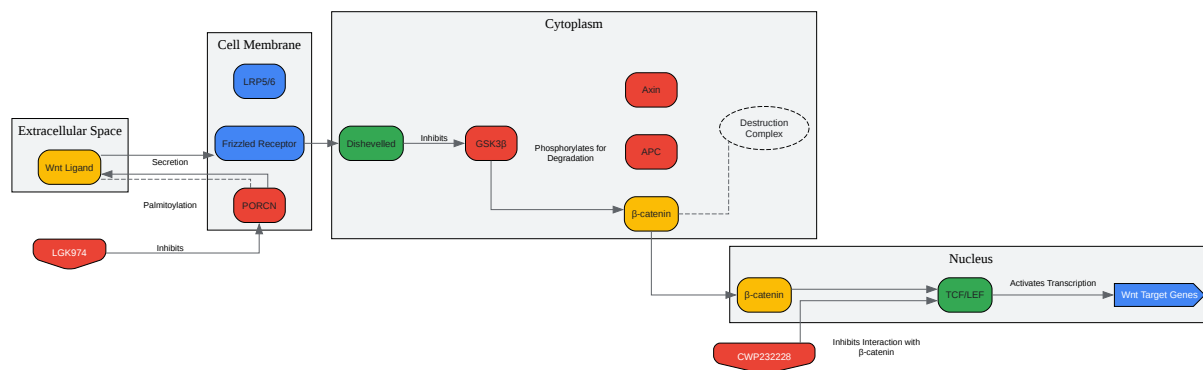 Cytoplasm
Cell Membrane
LRP5/6
Axin
Extracellular Space
Destruction
Complex
Frizzled Receptor
Dishevelled
Inhibits
GSK3β
Phosphorylates for
Degradation
APC
Wnt Ligand
Secretion
Palmitoylation
PORCN
β-catenin
LGK974
Inhibits
Nucleus
β-catenin
TCF/LEF
Activates Transcription
Wnt Target Genes
Inhibits Interaction with
β-catenin
CWP232228